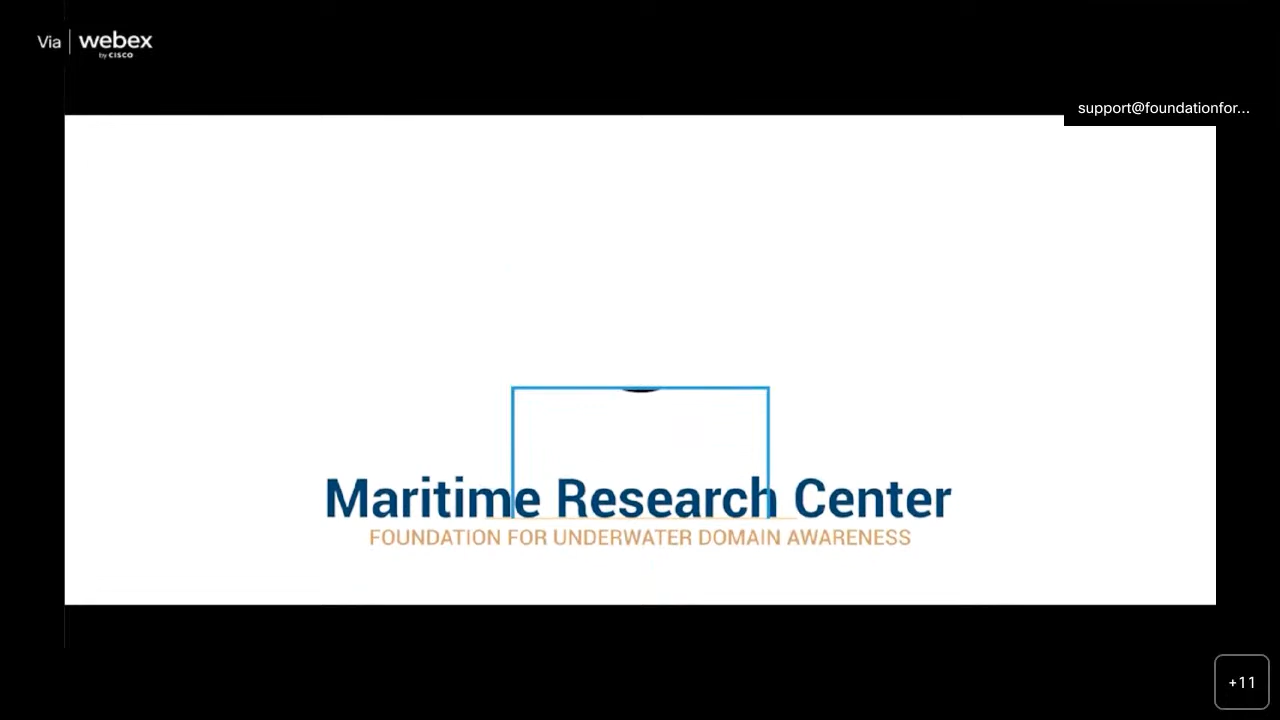 Via webex
by CISCO
support@foundationfor...
Maritime Research Center
FOUNDATION FOR UNDERWATER DOMAIN AWARENESS
+11